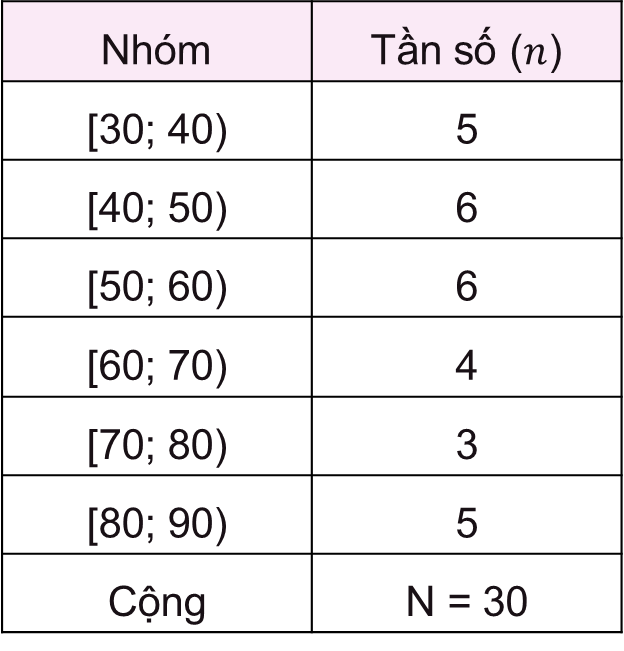 Nhóm Tần số (n)
[30; 40) 5
[40; 50) 6
[50; 60) 6
[60; 70) 4
[70; 80) 3
[80; 90) 5
Cộng N = 30